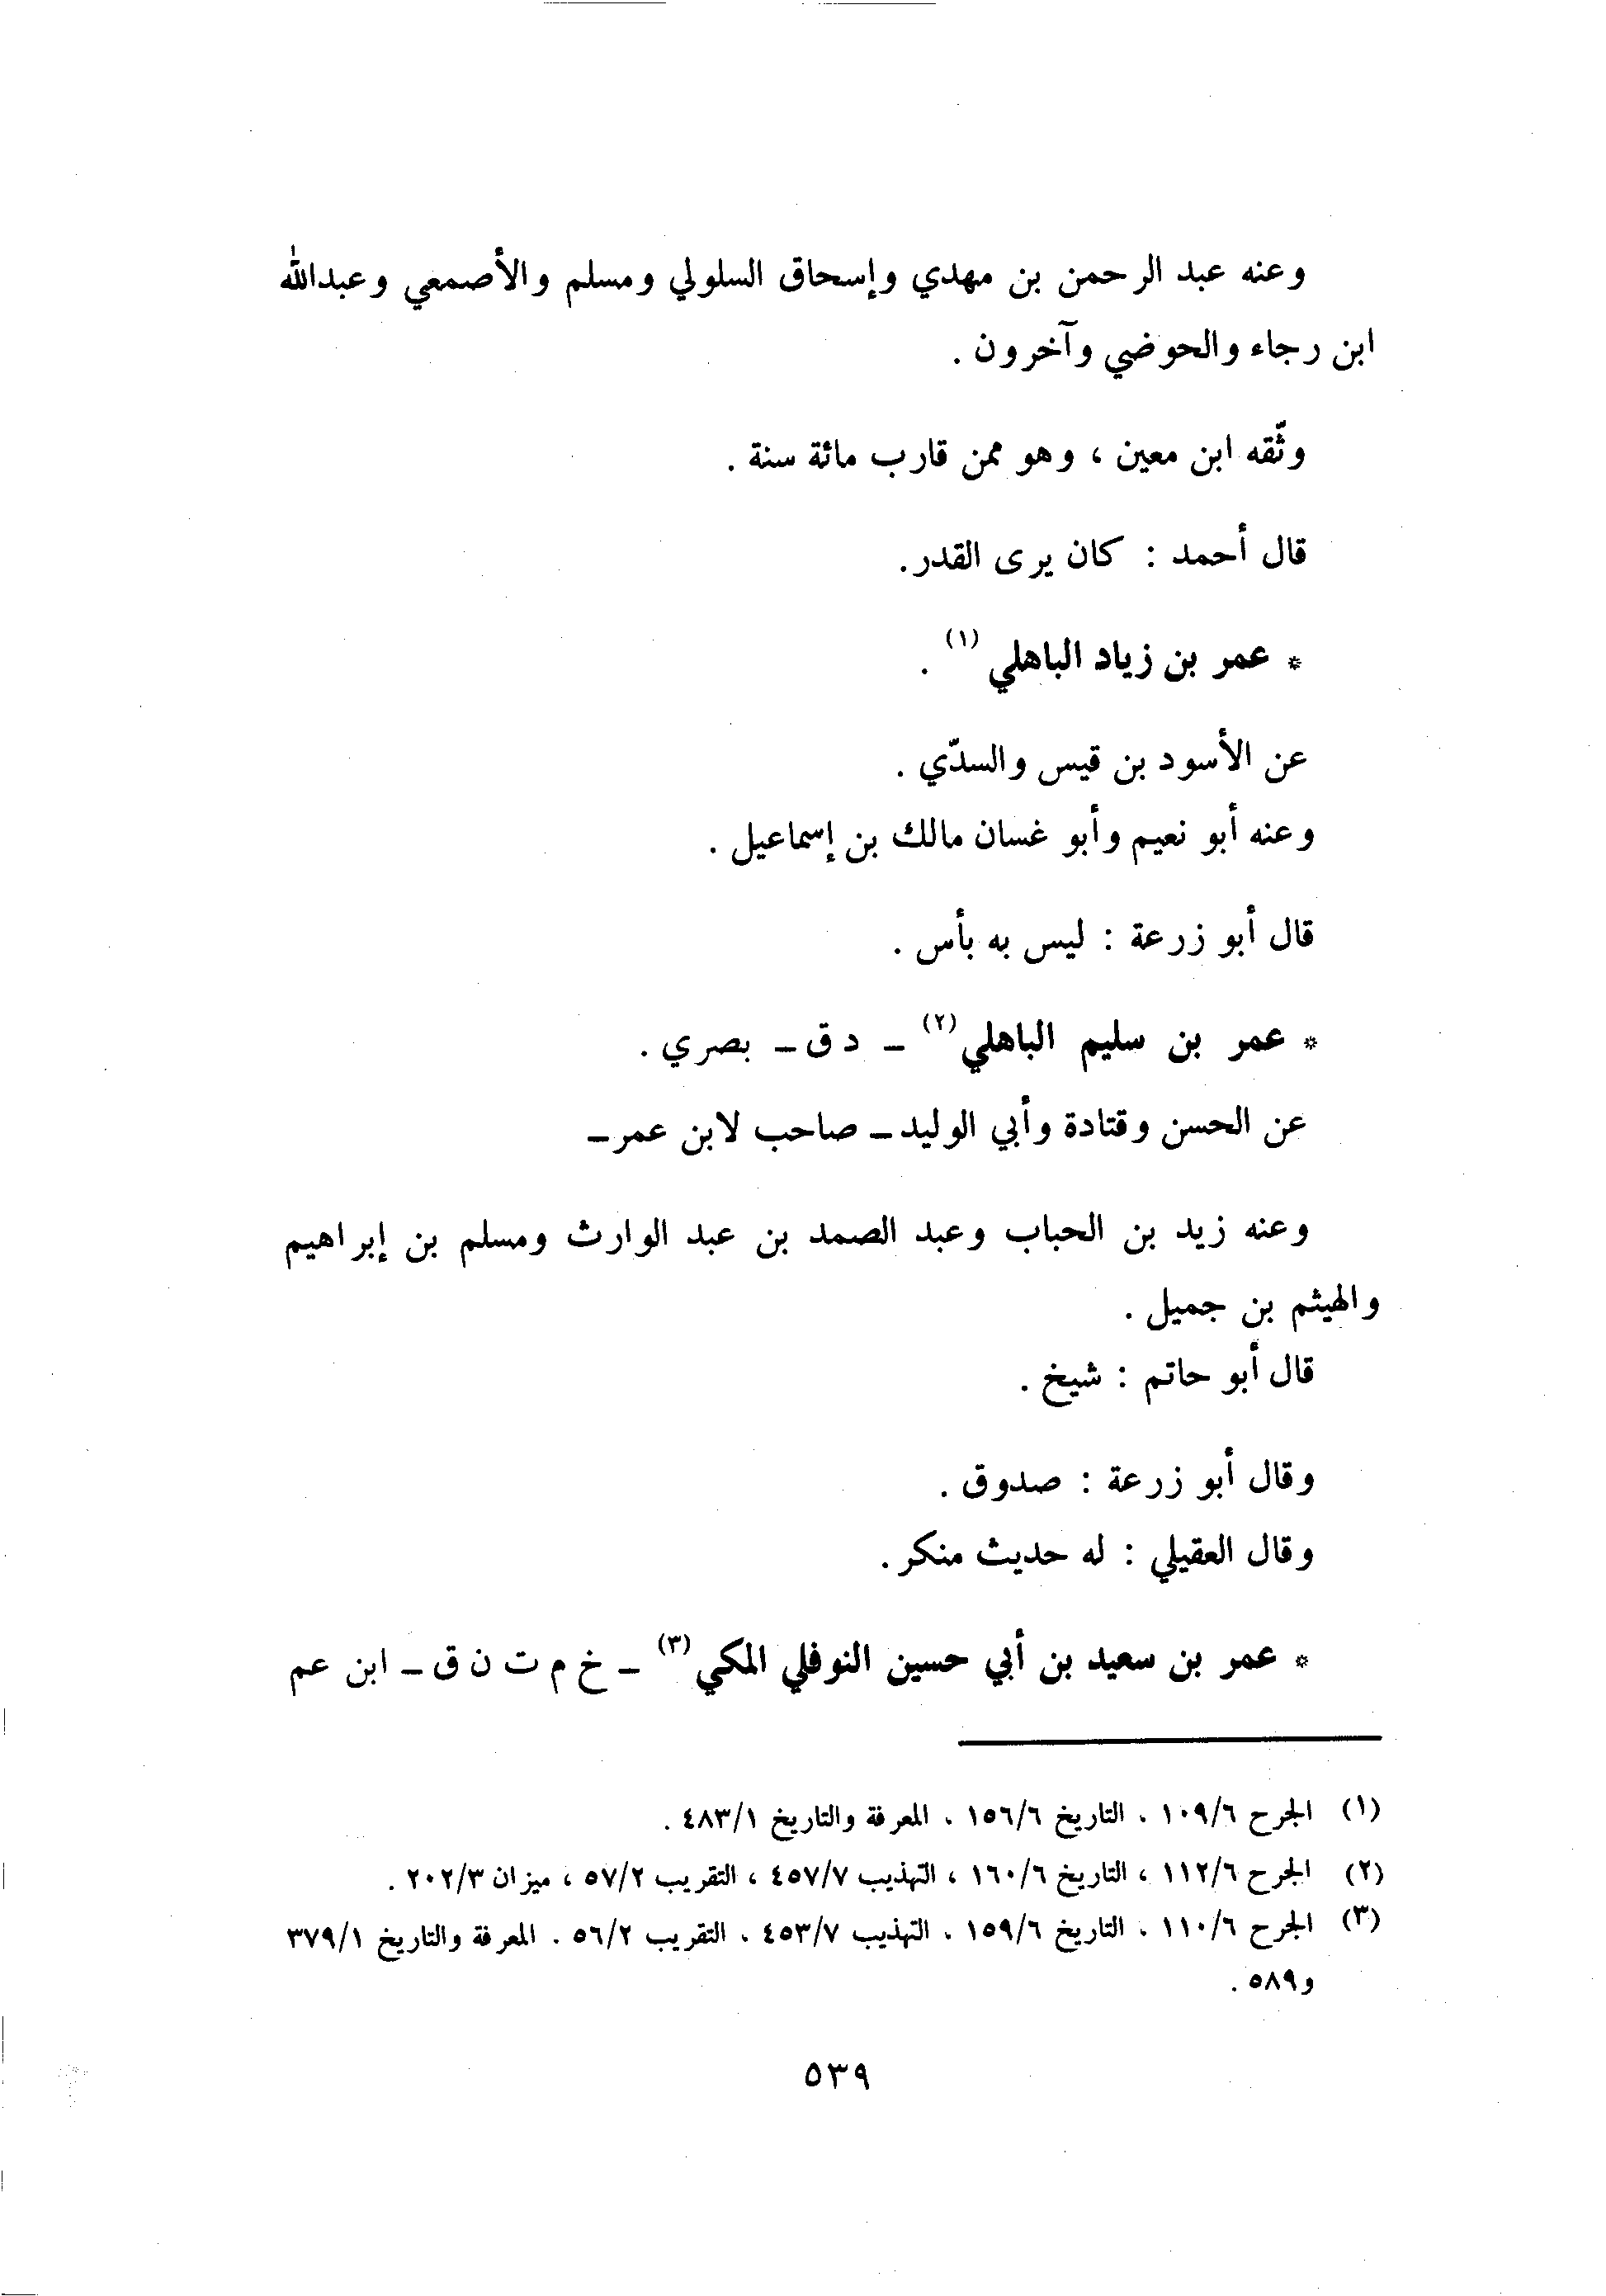 وعنه عبد الرحمن بن مهدي وإسحاق السلولي ومسلم والأصمعي وعبدالله
ابن رجاء والحوضي وآخرون .
وثّقه ابن معين ، وهو ممن قارب مائة سنة .
قال أحمد : كان يرى القدر.
* عمر بن زياد الباهلي (١) .
عن الأسود بن قيس والسدّي .
وعنه أبو نعيم وأبو غسان مالك بن إسماعيل .
قال أبو زرعة : ليس به بأس .
* عمر بن سليم الباهلي (٢) ـ د ق ـ بصري .
عن الحسن وقتادة وأبي الوليد ـ صاحب لابن عمر ـ
وعنه زيد بن الحباب وعبد الصمد بن عبد الوارث ومسلم بن إبراهيم
والهيثم بن جميل .
قال أبو حاتم : شيخ .
وقال أبو زرعة : صدوق .
وقال العقيلي : له حديث منكر .
* عمر بن سعيد بن أبي حسين النوفلي المكي (٣) ـ خ م ت ن ق ـ ابن عم
(١) الجرح ١٠٩/٦ . التاريخ ١٥٦/٦ . المعرفة والتاريخ ٤٨٣/١ .
(٢) الجرح ١١٢/٦ ، التاريخ ١٦٠/٦ ، التهذيب ٤٥٧/٧ ، التقريب ٥٧/٢ ، ميزان ٢٠٢/٣ .
(٣) الجرح ١١٠/٦ . التاريخ ١٥٩/٦ . التهذيب ٤٥٣/٧ . التقريب ٥٦/٢ . المعرفة والتاريخ ٣٧٩/١
و٥٨٩ .
٥٣٩